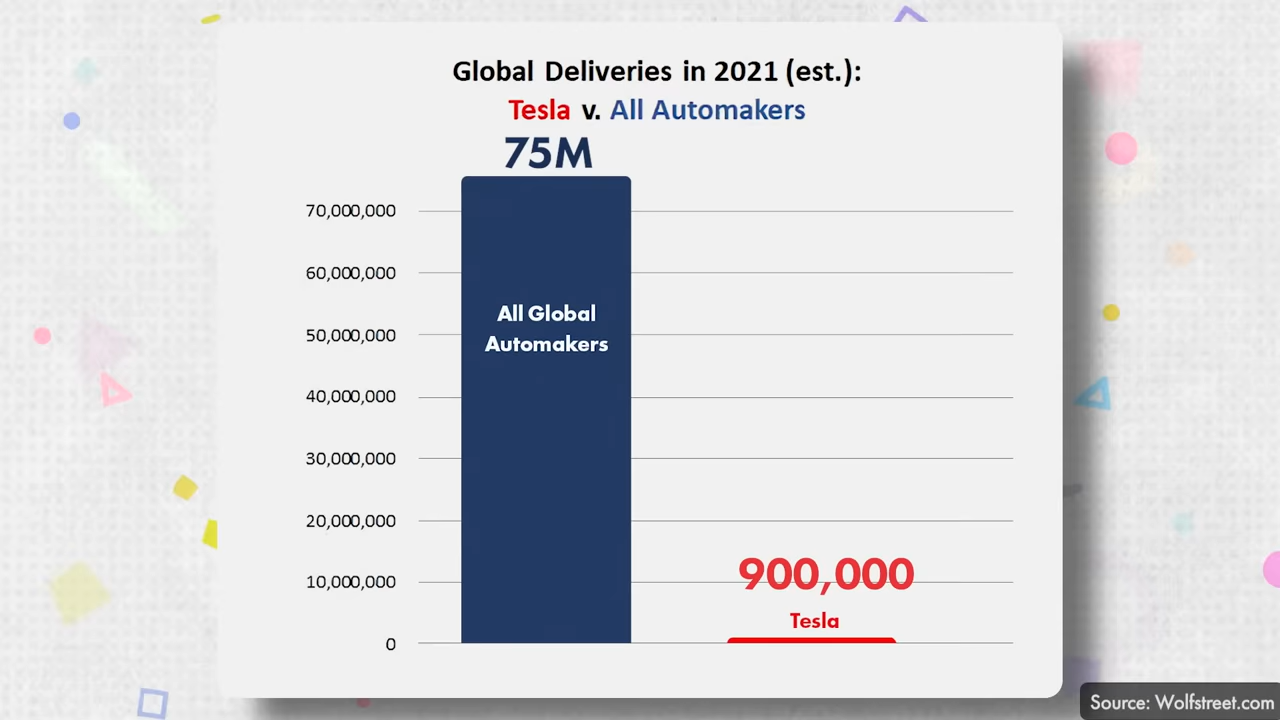 Global Deliveries in 2021 (est.):
Tesla v. All Automakers
75M
70,000,000
60,000,000
All Global
Automakers
50,000,000
40,000,000
30,000,000
20,000,000
900,000
10,000,000
Tesla
0
Source: Wolfstreet.com